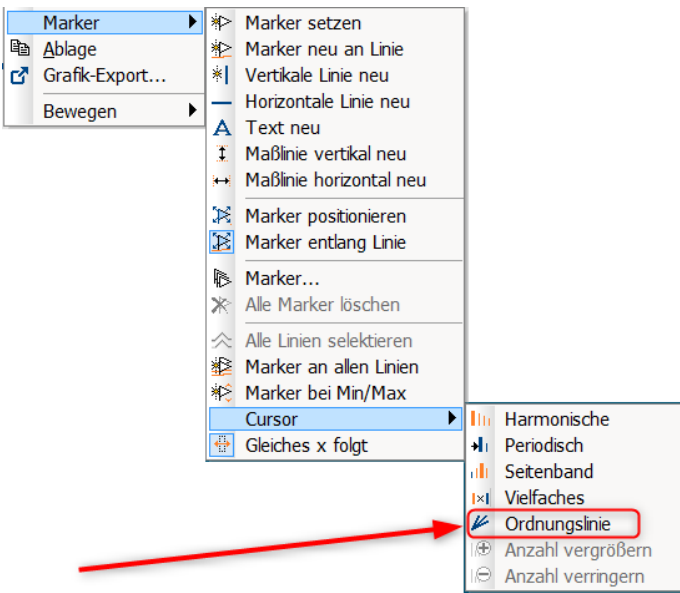 Marker
Ablage
Grafik-Export...
Bewegen
Marker setzen
Marker neu an Linie
Vertikale Linie neu
Horizontale Linie neu
Text neu
Maßlinie vertikal neu
Maßlinie horizontal neu
Marker positionieren
Marker entlang Linie
Marker...
Alle Marker löschen
Alle Linien selektieren
Marker an allen Linien
Marker bei Min/Max
Cursor
Gleiches x folgt
Harmonische
Periodisch
Seitenband
Vielfaches
Ordnungslinie
Anzahl vergrößern
Anzahl verringern